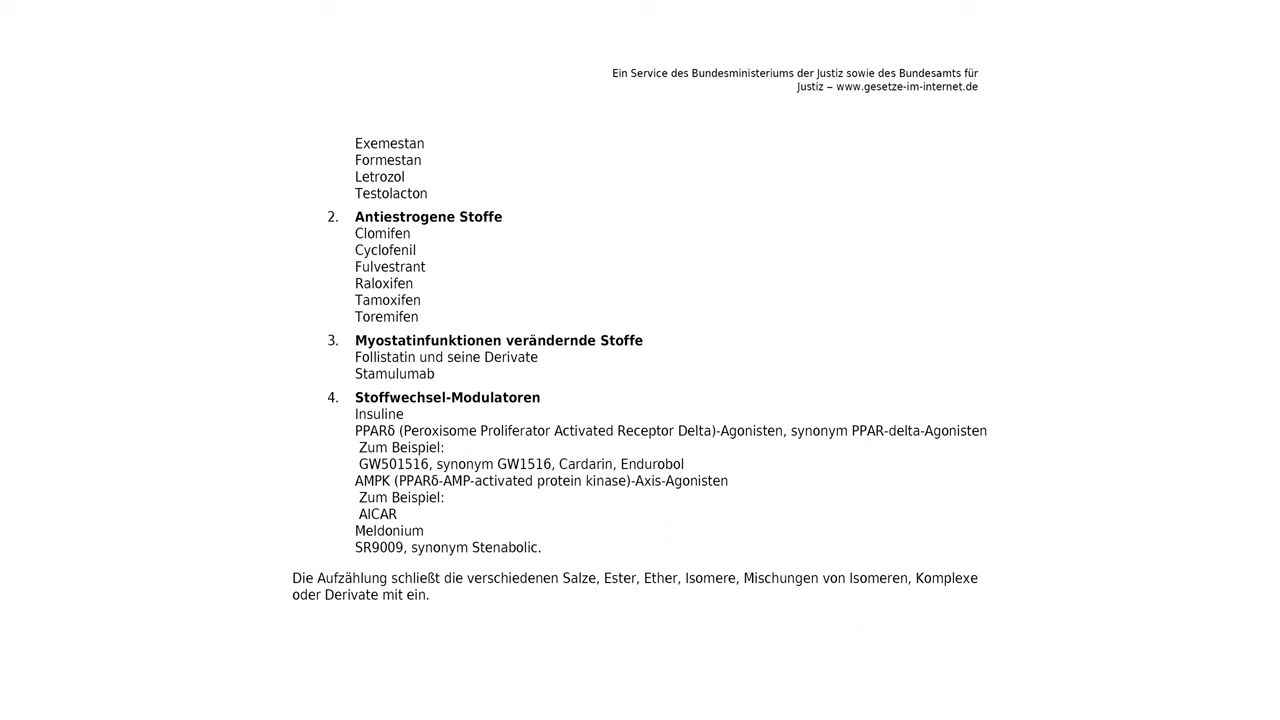 Ein Service des Bundesministeriums der Justiz sowie des Bundesamts für
Justiz ‒ www.gesetze-im-internet.de
Exemestan
Formestan
Letrozol
Testolacton
2. Antiestrogene Stoffe
Clomifen
Cyclofenil
Fulvestrant
Raloxifen
Tamoxifen
Toremifen
3. Myostatinfunktionen verändernde Stoffe
Follistatin und seine Derivate
Stamulumab
4. Stoffwechsel-Modulatoren
Insuline
PPARδ (Peroxisome Proliferator Activated Receptor Delta)-Agonisten, synonym PPAR-delta-Agonisten
Zum Beispiel:
GW501516, synonym GW1516, Cardarin, Endurobol
AMPK (PPARδ-AMP-activated protein kinase)-Axis-Agonisten
Zum Beispiel:
AICAR
Meldonium
SR9009, synonym Stenabolic.
Die Aufzählung schließt die verschiedenen Salze, Ester, Ether, Isomere, Mischungen von Isomeren, Komplexe
oder Derivate mit ein.